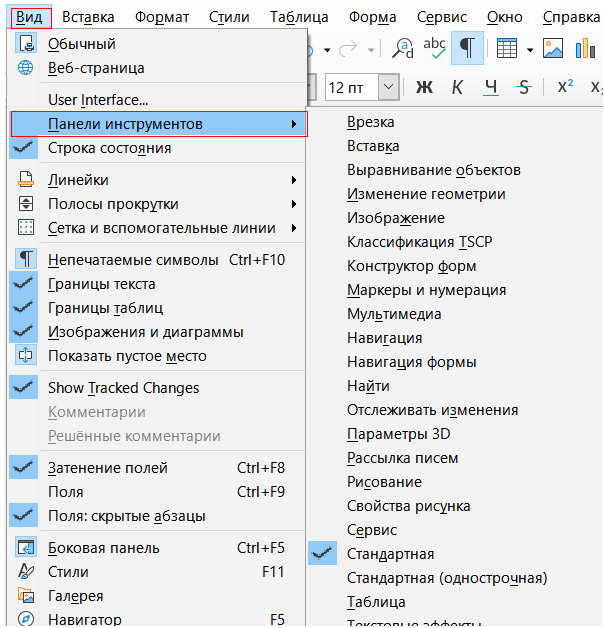 Вид Вставка Формат Стили Таблица Форма Сервис Окно Справка
Обычный
Веб-страница
12 пт Ж К Ч S X² X₂
User Interface...
Панели инструментов
Строка состояния
Линейки
Полосы прокрутки
Сетка и вспомогательные линии
Непечатаемые символы Ctrl+F10
Границы текста
Границы таблиц
Изображения и диаграммы
Показать пустое место
Show Tracked Changes
Комментарии
Решённые комментарии
Затенение полей Ctrl+F8
Поля Ctrl+F9
Поля: скрытые абзацы
Боковая панель Ctrl+F5
Стили F11
Галерея
Навигатор F5
Врезка
Вставка
Выравнивание объектов
Изменение геометрии
Изображение
Классификация TSCP
Конструктор форм
Маркеры и нумерация
Мультимедиа
Навигация
Навигация формы
Найти
Отслеживать изменения
Параметры 3D
Рассылка писем
Рисование
Свойства рисунка
Сервис
Стандартная
Стандартная (однострочная)
Таблица
Текстовые эффекты